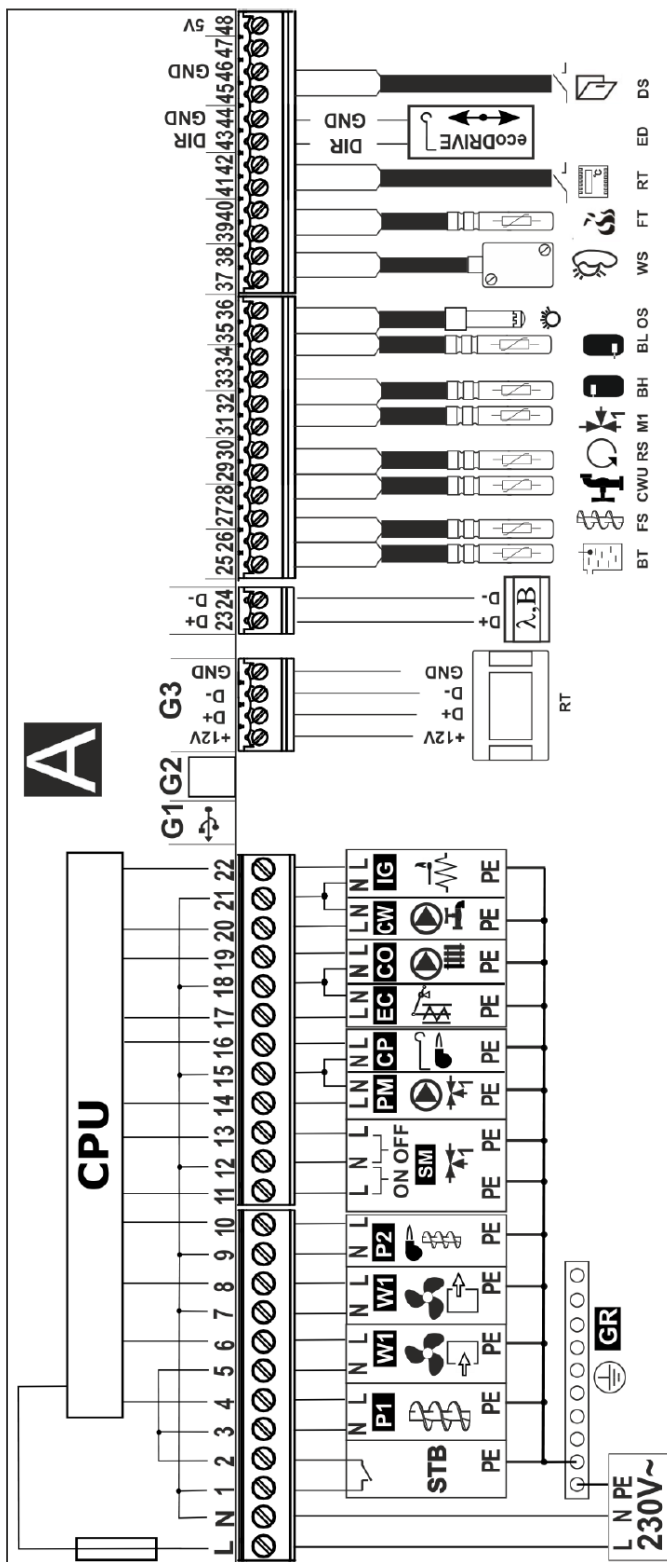 A
CPU
G1 G2 G3
+12V D+ D- GND
D+ D-
DIR GND GND 5V
L N 1 2 3 4 5 6 7 8 9 10 11 12 13 14 15 16 17 18 19 20 21 22
23 24
25 26 27 28 29 30 31 32 33 34 35 36 37 38 39 40 41 42 43 44 45 46 47 48
STB
PE
N P1 L
PE
N W1 L
PE
N W1 L
PE
N P2 L
PE
L N L
ON OFF
SM
PE PE
L N
PM
PE
N L
CP
PE
L N
EC
PE
N L
CO
PE
L N
CW
PE
N L
IG
PE
GR
L N PE
230V~
+12V D+ D- GND
RT
D+ D-
λ,B
DIR GND
ecoDRIVE
°C
1
1
1
BT FS CWU RS M1 BH BL OS WS FT RT ED DS